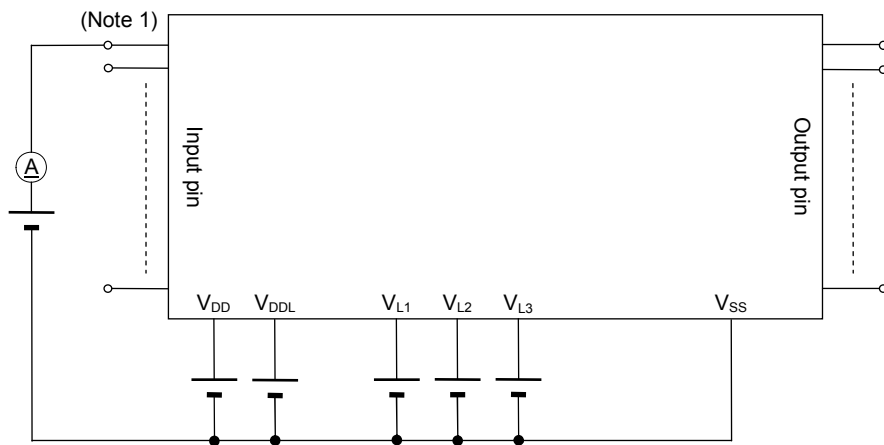 (Note 1)
A
Input pin
Output pin
VDD VDDL VL1 VL2 VL3 VSS